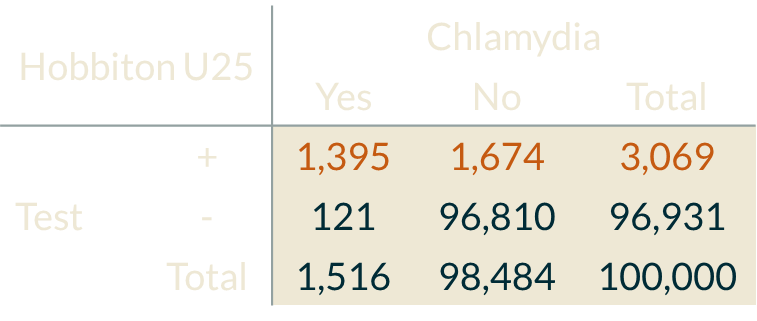 Hobbiton U25 Chlamydia
Yes No Total
+ 1,395 1,674 3,069
Test - 121 96,810 96,931
Total 1,516 98,484 100,000